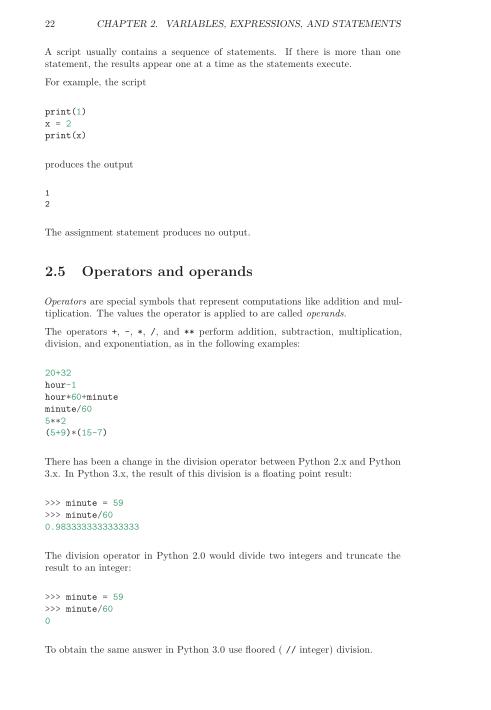 22 CHAPTER 2. VARIABLES, EXPRESSIONS, AND STATEMENTS
A script usually contains a sequence of statements. If there is more than one
statement, the results appear one at a time as the statements execute.
For example, the script
print(1)
x = 2
print(x)
produces the output
1
2
The assignment statement produces no output.
2.5 Operators and operands
Operators are special symbols that represent computations like addition and mul-
tiplication. The values the operator is applied to are called operands.
The operators +, -, *, /, and ** perform addition, subtraction, multiplication,
division, and exponentiation, as in the following examples:
20+32
hour-1
hour*60+minute
minute/60
5**2
(5+9)*(15-7)
There has been a change in the division operator between Python 2.x and Python
3.x. In Python 3.x, the result of this division is a floating point result:
>>> minute = 59
>>> minute/60
0.9833333333333333
The division operator in Python 2.0 would divide two integers and truncate the
result to an integer:
>>> minute = 59
>>> minute/60
0
To obtain the same answer in Python 3.0 use floored ( // integer) division.